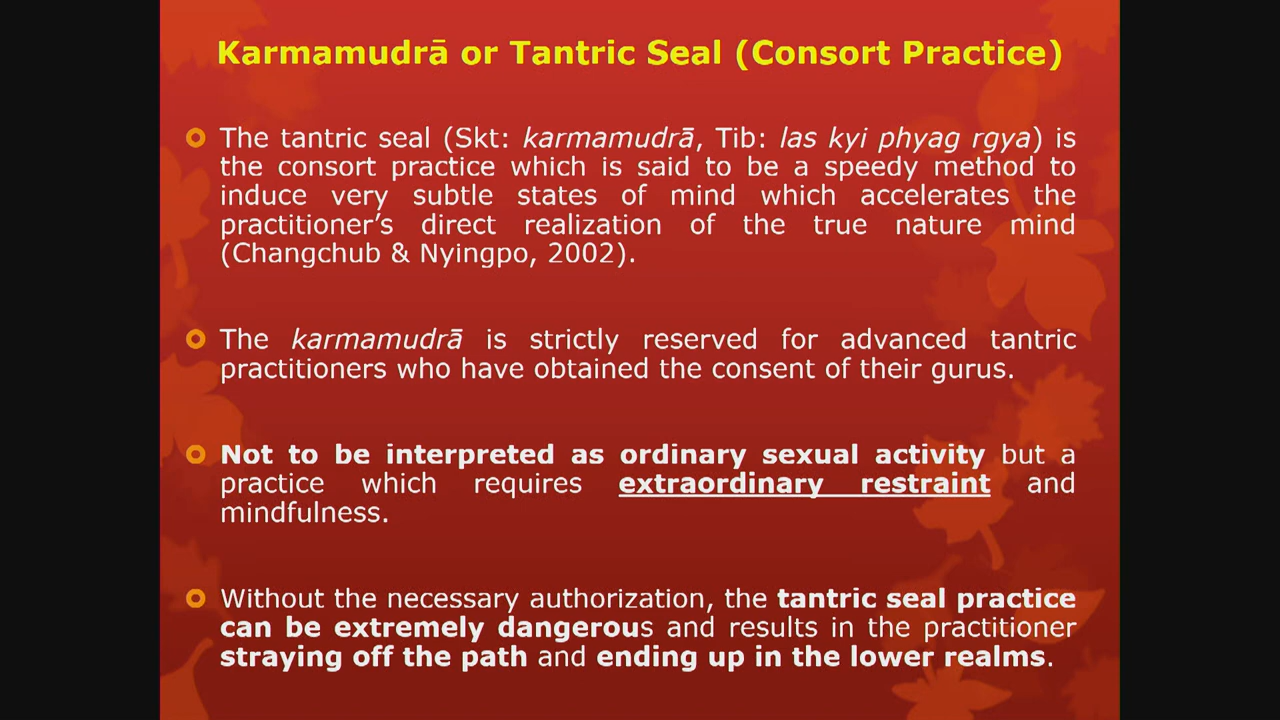 Karmamudrā or Tantric Seal (Consort Practice)
The tantric seal (Skt: karmamudrā, Tib: las kyi phyag rgya) is
the consort practice which is said to be a speedy method to
induce very subtle states of mind which accelerates the
practitioner’s direct realization of the true nature mind
(Changchub & Nyingpo, 2002).
The karmamudrā is strictly reserved for advanced tantric
practitioners who have obtained the consent of their gurus.
Not to be interpreted as ordinary sexual activity but a
practice which requires extraordinary restraint and
mindfulness.
Without the necessary authorization, the tantric seal practice
can be extremely dangerous and results in the practitioner
straying off the path and ending up in the lower realms.